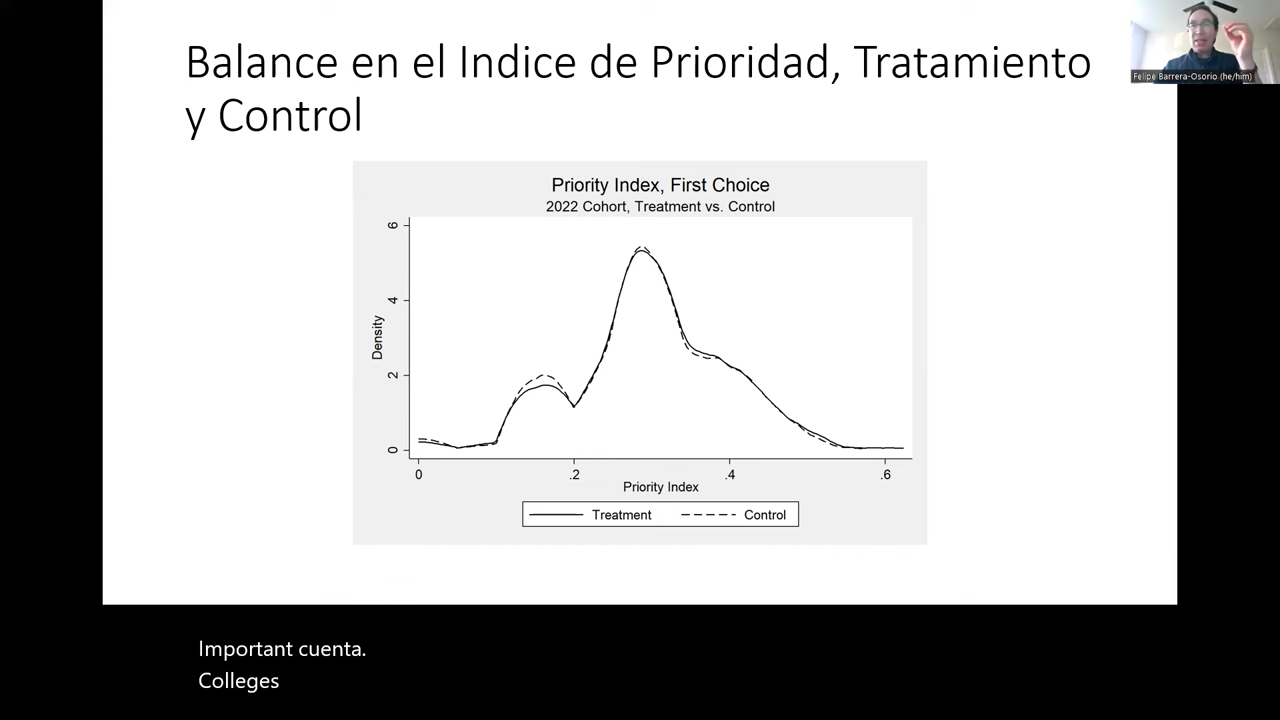 Balance en el Indice de Prioridad, Tratamiento
y Control
Felipe Barrera-Osorio (he/him)
Priority Index, First Choice
2022 Cohort, Treatment vs. Control
6
4
2
0
Density
0 .2 .4 .6
Priority Index
Treatment Control
Important cuenta.
Colleges